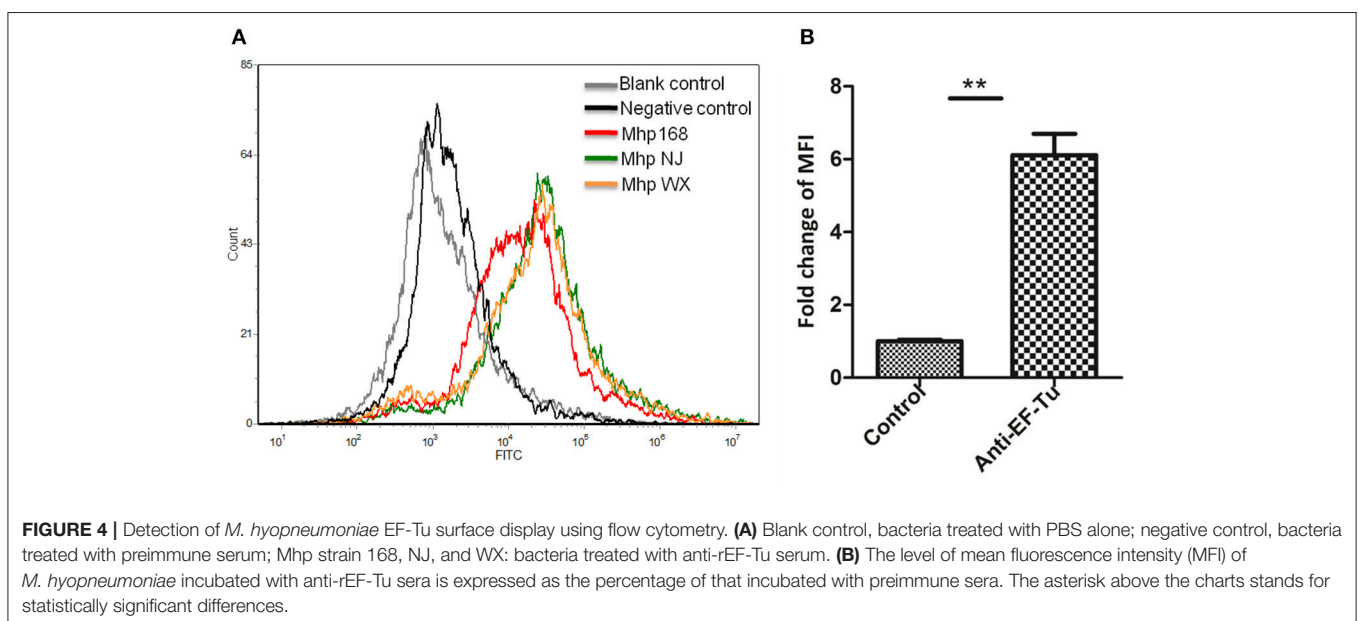 A
85
64
43
21
0
Count
10¹ 10² 10³ 10⁴ 10⁵ 10⁶ 10⁷
FITC
Blank control
Negative control
Mhp 168
Mhp NJ
Mhp WX
B
8
6
4
2
0
Fold change of MFI
**
Control
Anti-EF-Tu
FIGURE 4 | Detection of M. hyopneumoniae EF-Tu surface display using flow cytometry. (A) Blank control, bacteria treated with PBS alone; negative control, bacteria
treated with preimmune serum; Mhp strain 168, NJ, and WX: bacteria treated with anti-rEF-Tu serum. (B) The level of mean fluorescence intensity (MFI) of
M. hyopneumoniae incubated with anti-rEF-Tu sera is expressed as the percentage of that incubated with preimmune sera. The asterisk above the charts stands for
statistically significant differences.